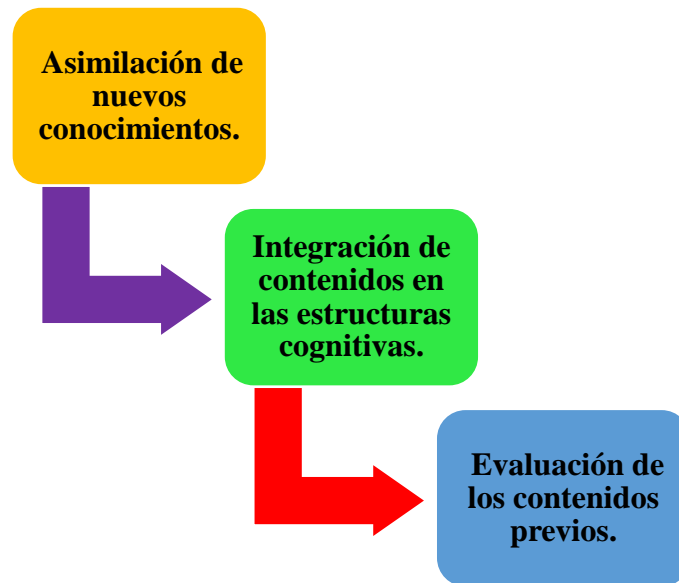 Asimilación de
nuevos
conocimientos.
Integración de
contenidos en
las estructuras
cognitivas.
Evaluación de
los contenidos
previos.